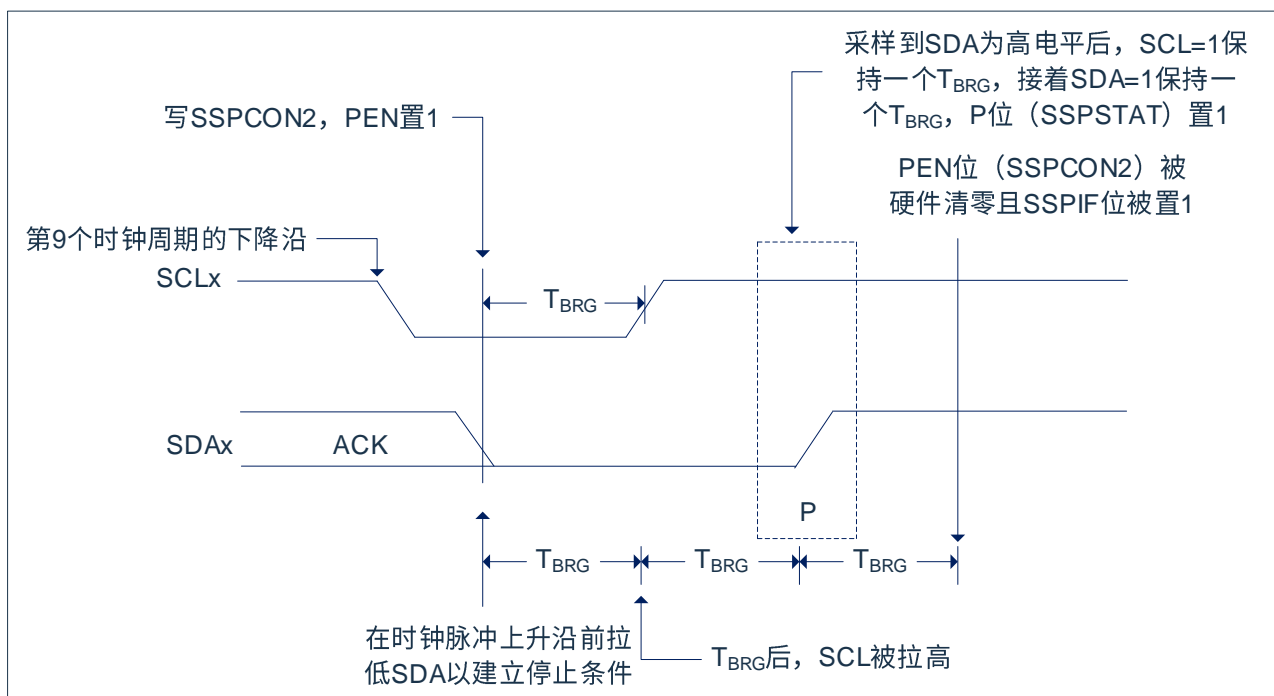 采样到SDA为高电平后，SCL=1保
持一个TBRG，接着SDA=1保持一
个TBRG，P位（SSPSTAT）置1
写SSPCON2，PEN置1
PEN位（SSPCON2）被
硬件清零且SSPIF位被置1
第9个时钟周期的下降沿
SCLx
TBRG
SDAx
ACK
P
TBRG
TBRG
TBRG
在时钟脉冲上升沿前拉
低SDA以建立停止条件
TBRG后，SCL被拉高